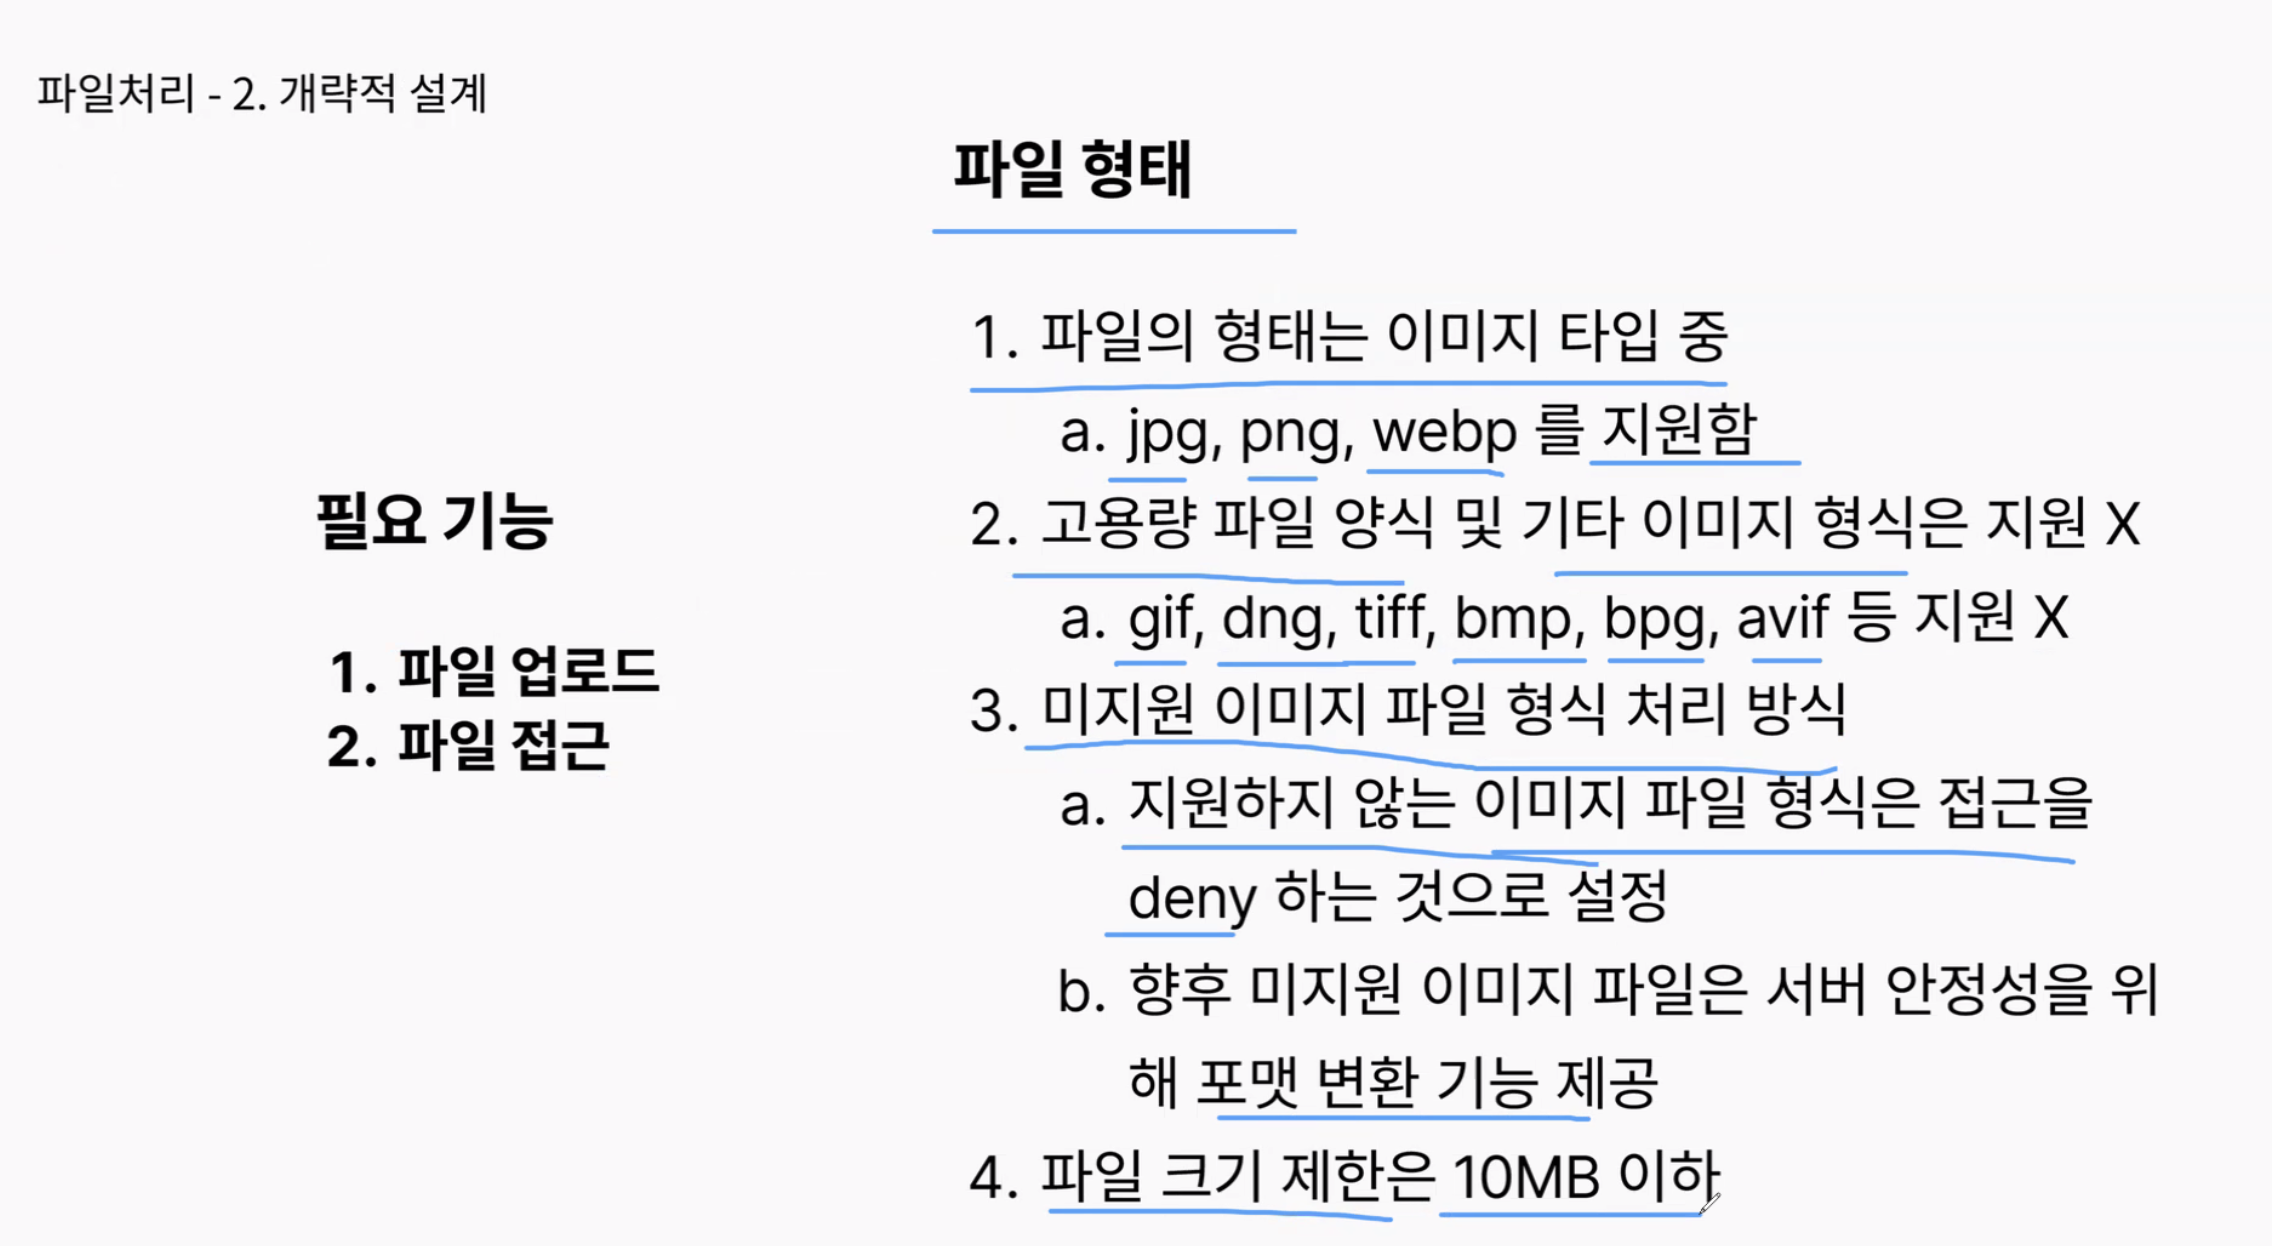 파일처리 - 2. 개략적 설계
필요 기능
1. 파일 업로드
2. 파일 접근
파일 형태
1. 파일의 형태는 이미지 타입 중
a. jpg, png, webp 를 지원함
2. 고용량 파일 양식 및 기타 이미지 형식은 지원 X
a. gif, dng, tiff, bmp, bpg, avif 등 지원 X
3. 미지원 이미지 파일 형식 처리 방식
a. 지원하지 않는 이미지 파일 형식은 접근을
deny 하는 것으로 설정
b. 향후 미지원 이미지 파일은 서버 안정성을 위
해 포맷 변환 기능 제공
4. 파일 크기 제한은 10MB 이하